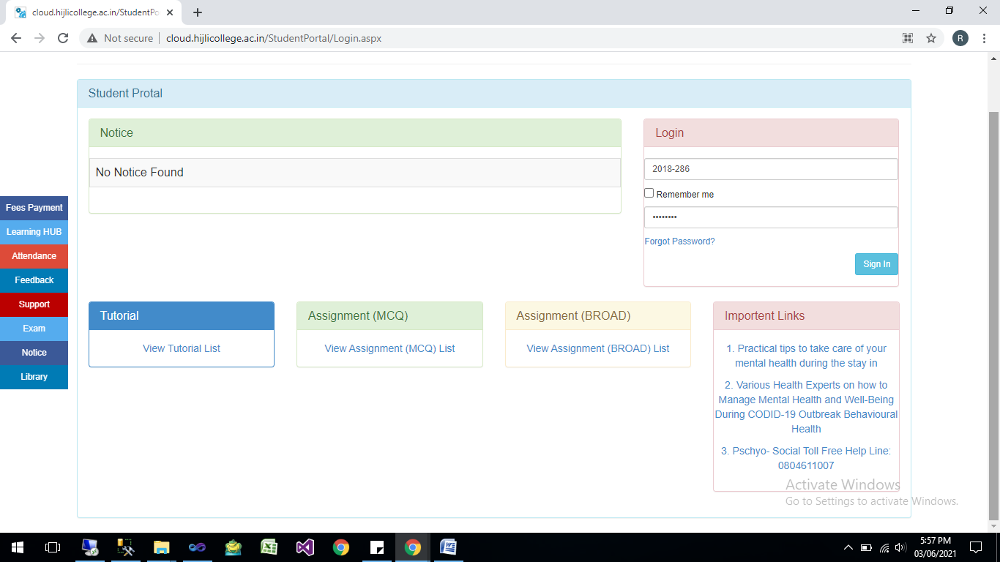 cloud.hijlicollege.ac.in/StudentPo
Not secure
cloud.hijlicollege.ac.in/StudentPortal/Login.aspx
R
Student Protal
Notice
No Notice Found
Login
2018-286
Remember me
••••••••
Forgot Password?
Sign In
Fees Payment
Learning HUB
Attendance
Feedback
Support
Exam
Notice
Library
Tutorial
View Tutorial List
Assignment (MCQ)
View Assignment (MCQ) List
Assignment (BROAD)
View Assignment (BROAD) List
Importent Links
1. Practical tips to take care of your
mental health during the stay in
2. Various Health Experts on how to
Manage Mental Health and Well-Being
During CODID-19 Outbreak Behavioural
Health
3. Pschyo- Social Toll Free Help Line:
0804611007
Activate Windows
Go to Settings to activate Windows.
5:57 PM
03/06/2021